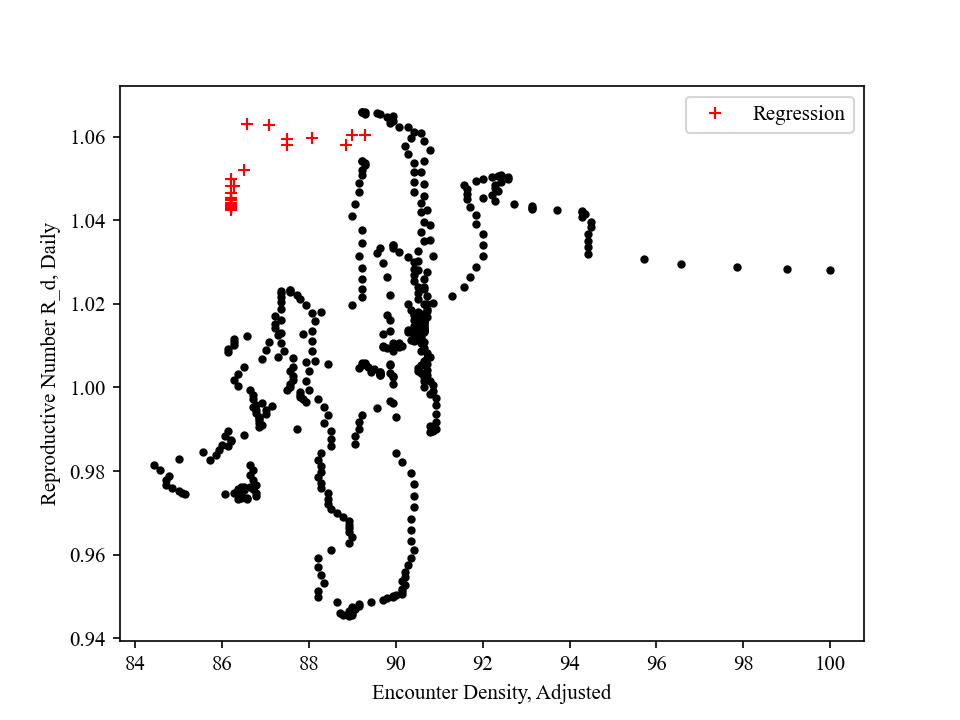 Regression
1.06
1.04
1.02
1.00
0.98
0.96
0.94
Reproductive Number R_d, Daily
84 86 88 90 92 94 96 98 100
Encounter Density, Adjusted